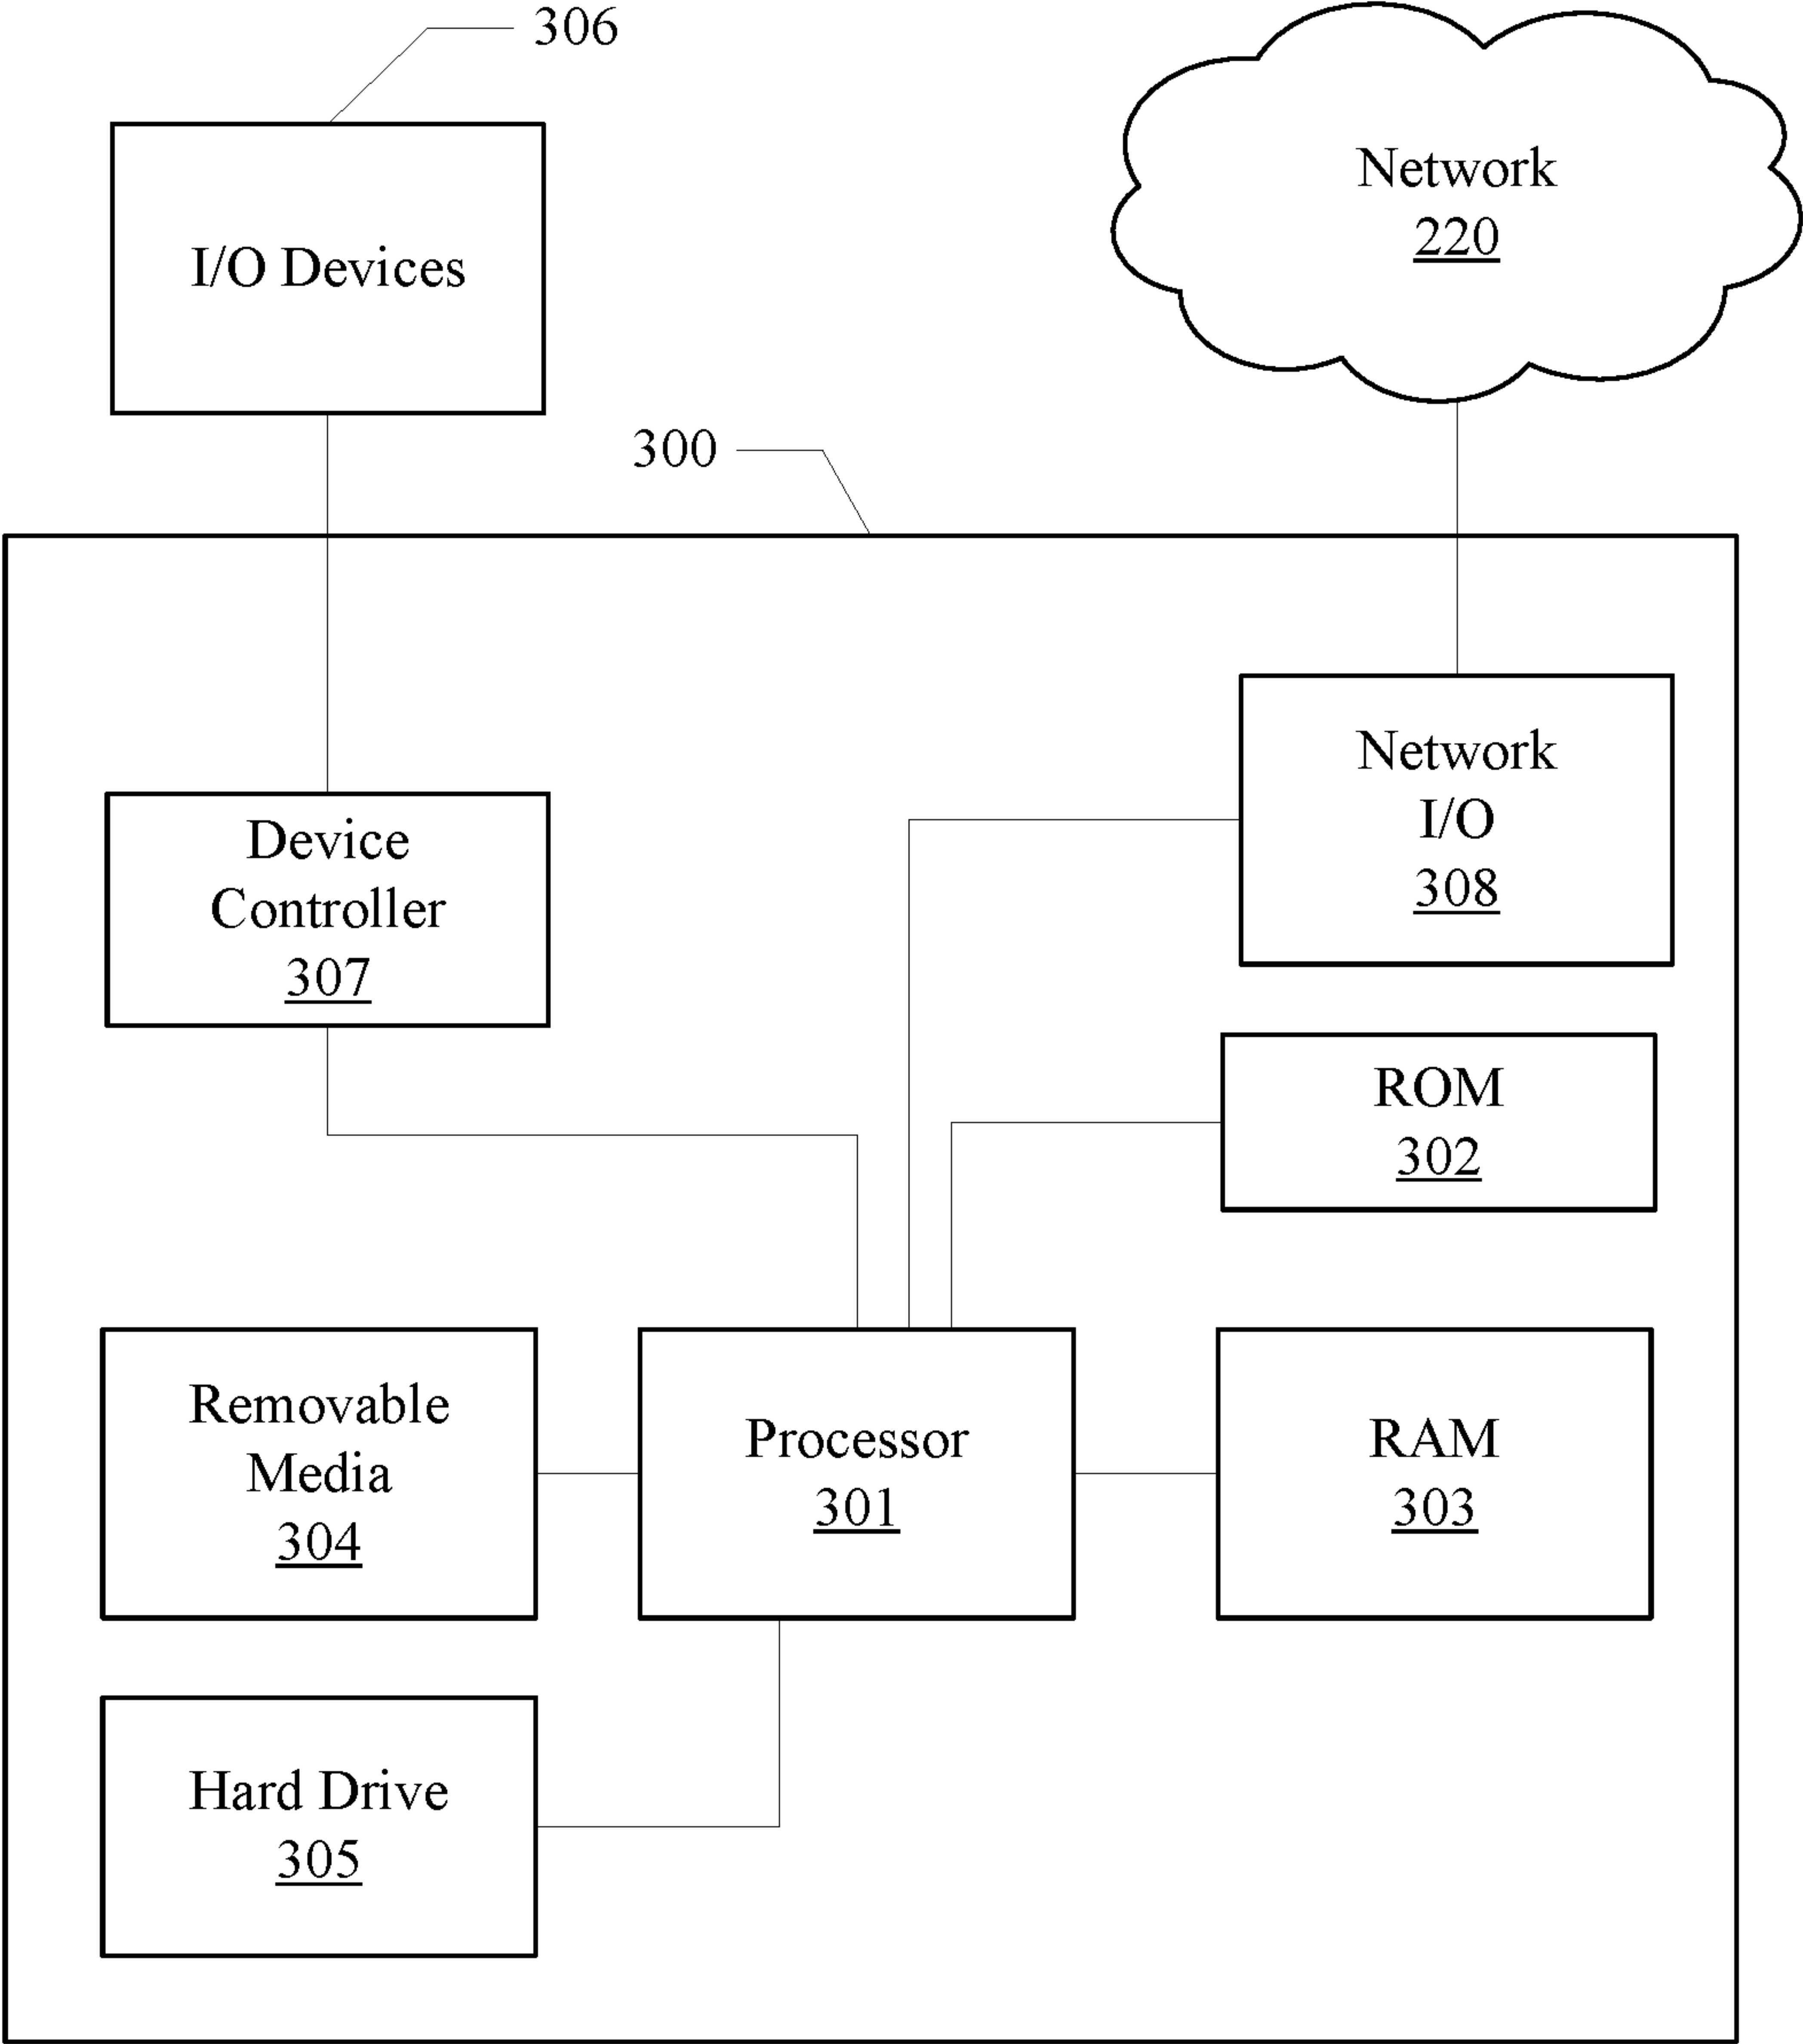 306
Network
220
I/O Devices
300
Network
I/O
308
Device
Controller
307
ROM
302
Removable
Media
304
Processor
301
RAM
303
Hard Drive
305